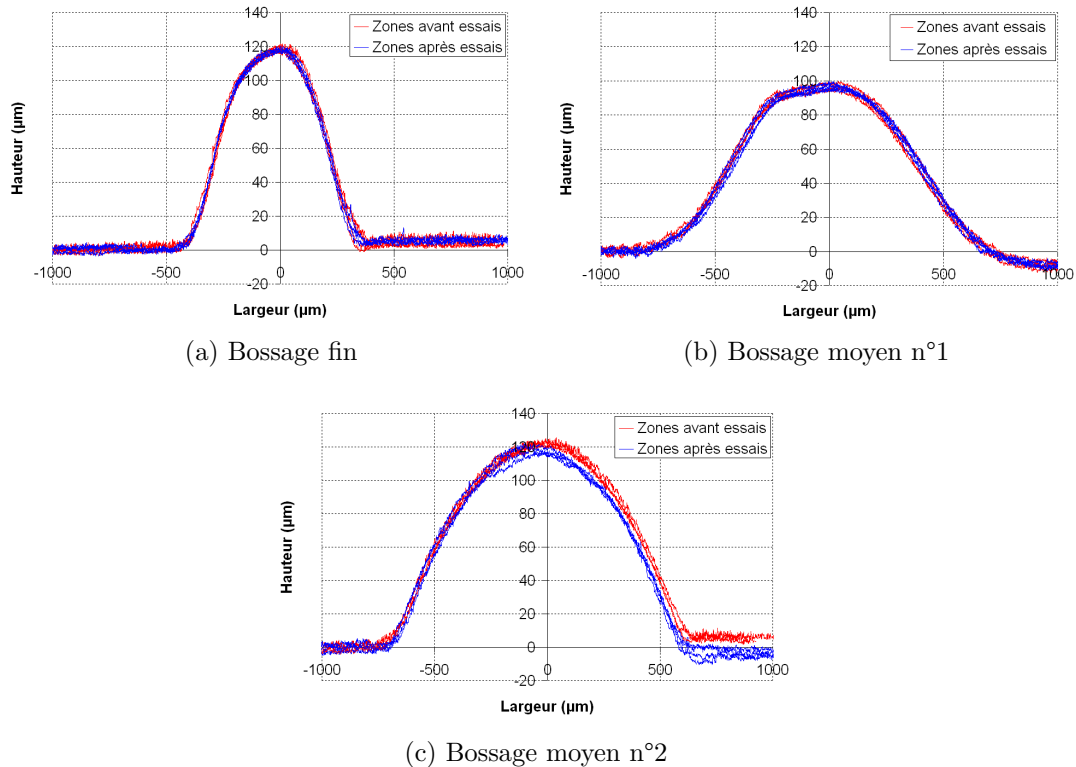 Zones avant essais
Zones après essais
140
120
100
80
60
40
20
0
-20
-1000
-500
0
500
1000
Hauteur (µm)
Largeur (µm)
(a) Bossage fin
Zones avant essais
Zones après essais
140
120
100
80
60
40
20
0
-20
-1000
-500
0
500
1000
Hauteur (µm)
Largeur (µm)
(b) Bossage moyen n°1
Zones avant essais
Zones après essais
140
120
100
80
60
40
20
0
-20
-1000
-500
0
500
1000
Hauteur (µm)
Largeur (µm)
(c) Bossage moyen n°2